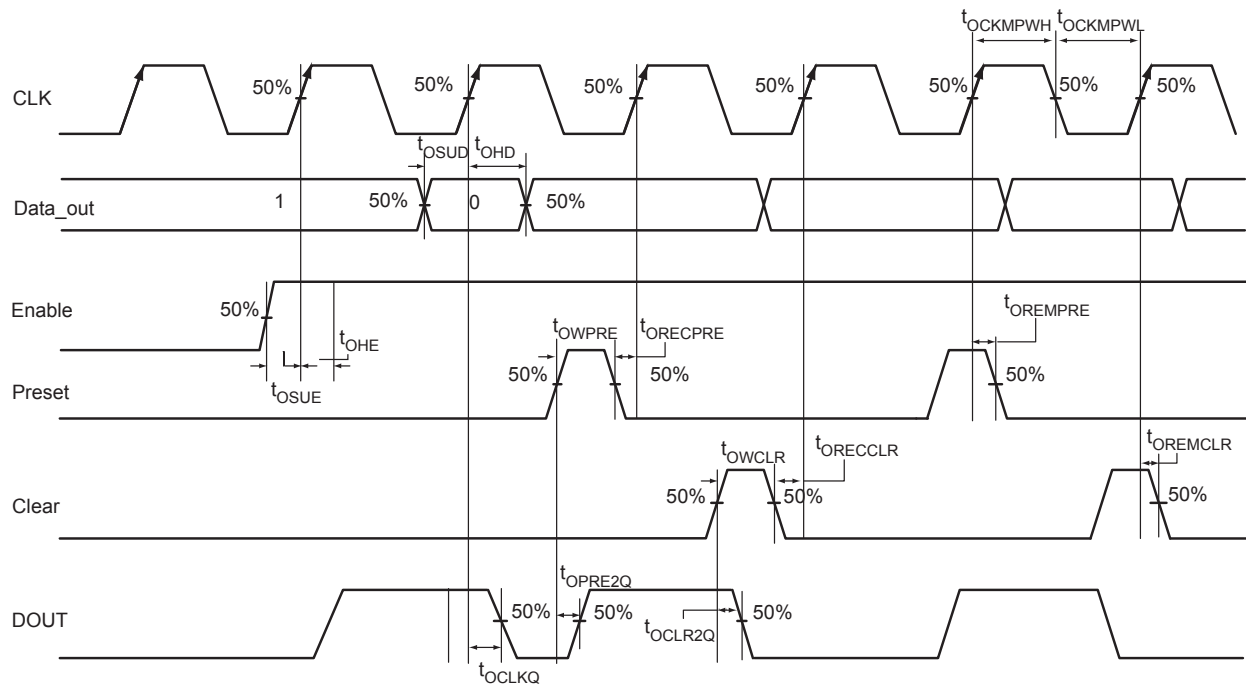 tOCKMPWH tOCKMPWL
CLK
50% 50% 50% 50% 50% 50% 50%
tOSUD tOHD
Data_out
1 50% 0 50%
Enable
50%
tOHE
tOSUE
tOWPRE tORECPRE
tOREMPRE
Preset
50% 50% 50%
tOWCLR tORECCLR
tOREMCLR
Clear
50% 50% 50%
DOUT
50%
tOPRE2Q
50%
tOCLR2Q
50%
tOCLKQ